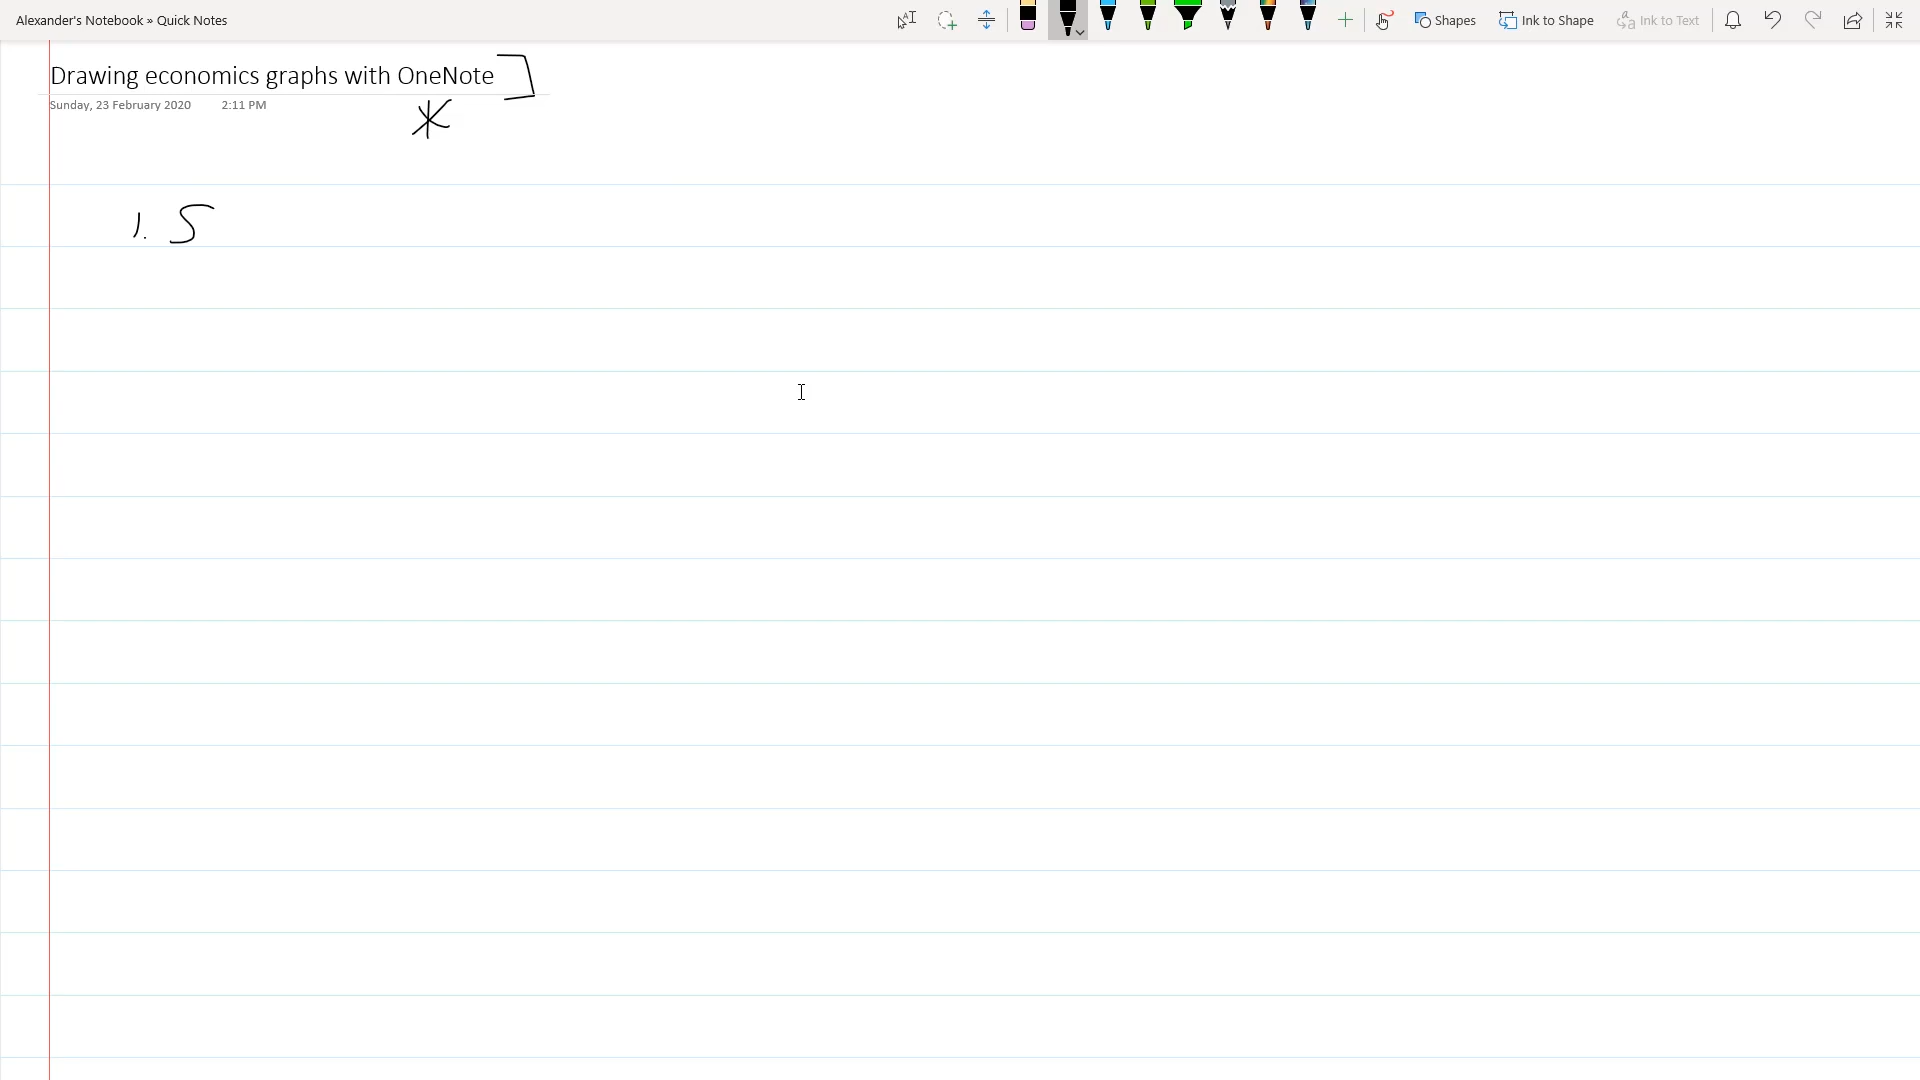 Alexander's Notebook » Quick Notes
Shapes
Ink to Shape
Ink to Text
Drawing economics graphs with OneNote ]
Sunday, 23 February 2020 2:11 PM
*
1. S